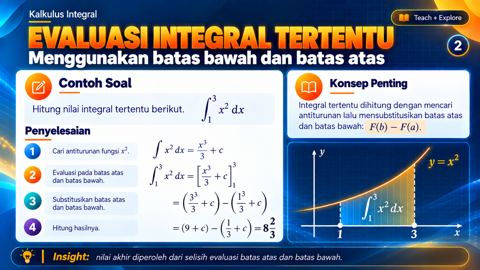 Kalkulus Integral
Teach + Explore
EVALUASI INTEGRAL TERTENTU
Menggunakan batas bawah dan batas atas
2
Contoh Soal
Hitung nilai integral tertentu berikut. ∫₁³ x² dx
Penyelesaian
1 Cari antiturunan fungsi x². ∫ x² dx = x³/3 + c
2 Evaluasi pada batas atas
dan batas bawah. ∫₁³ x² dx = [x³/3 + c]₁³
3 Substitusikan batas atas
dan batas bawah. = (3³/3 + c) − (1³/3 + c)
4 Hitung hasilnya. = (9 + c) − (1/3 + c) = 8 2/3
Konsep Penting
Integral tertentu dihitung dengan mencari
antiturunan lalu mensubstitusikan batas atas
dan batas bawah: F(b) − F(a).
y
y = x²
∫₁³ x² dx
1
3
x
Insight: nilai akhir diperoleh dari selisih evaluasi batas atas dan batas bawah.